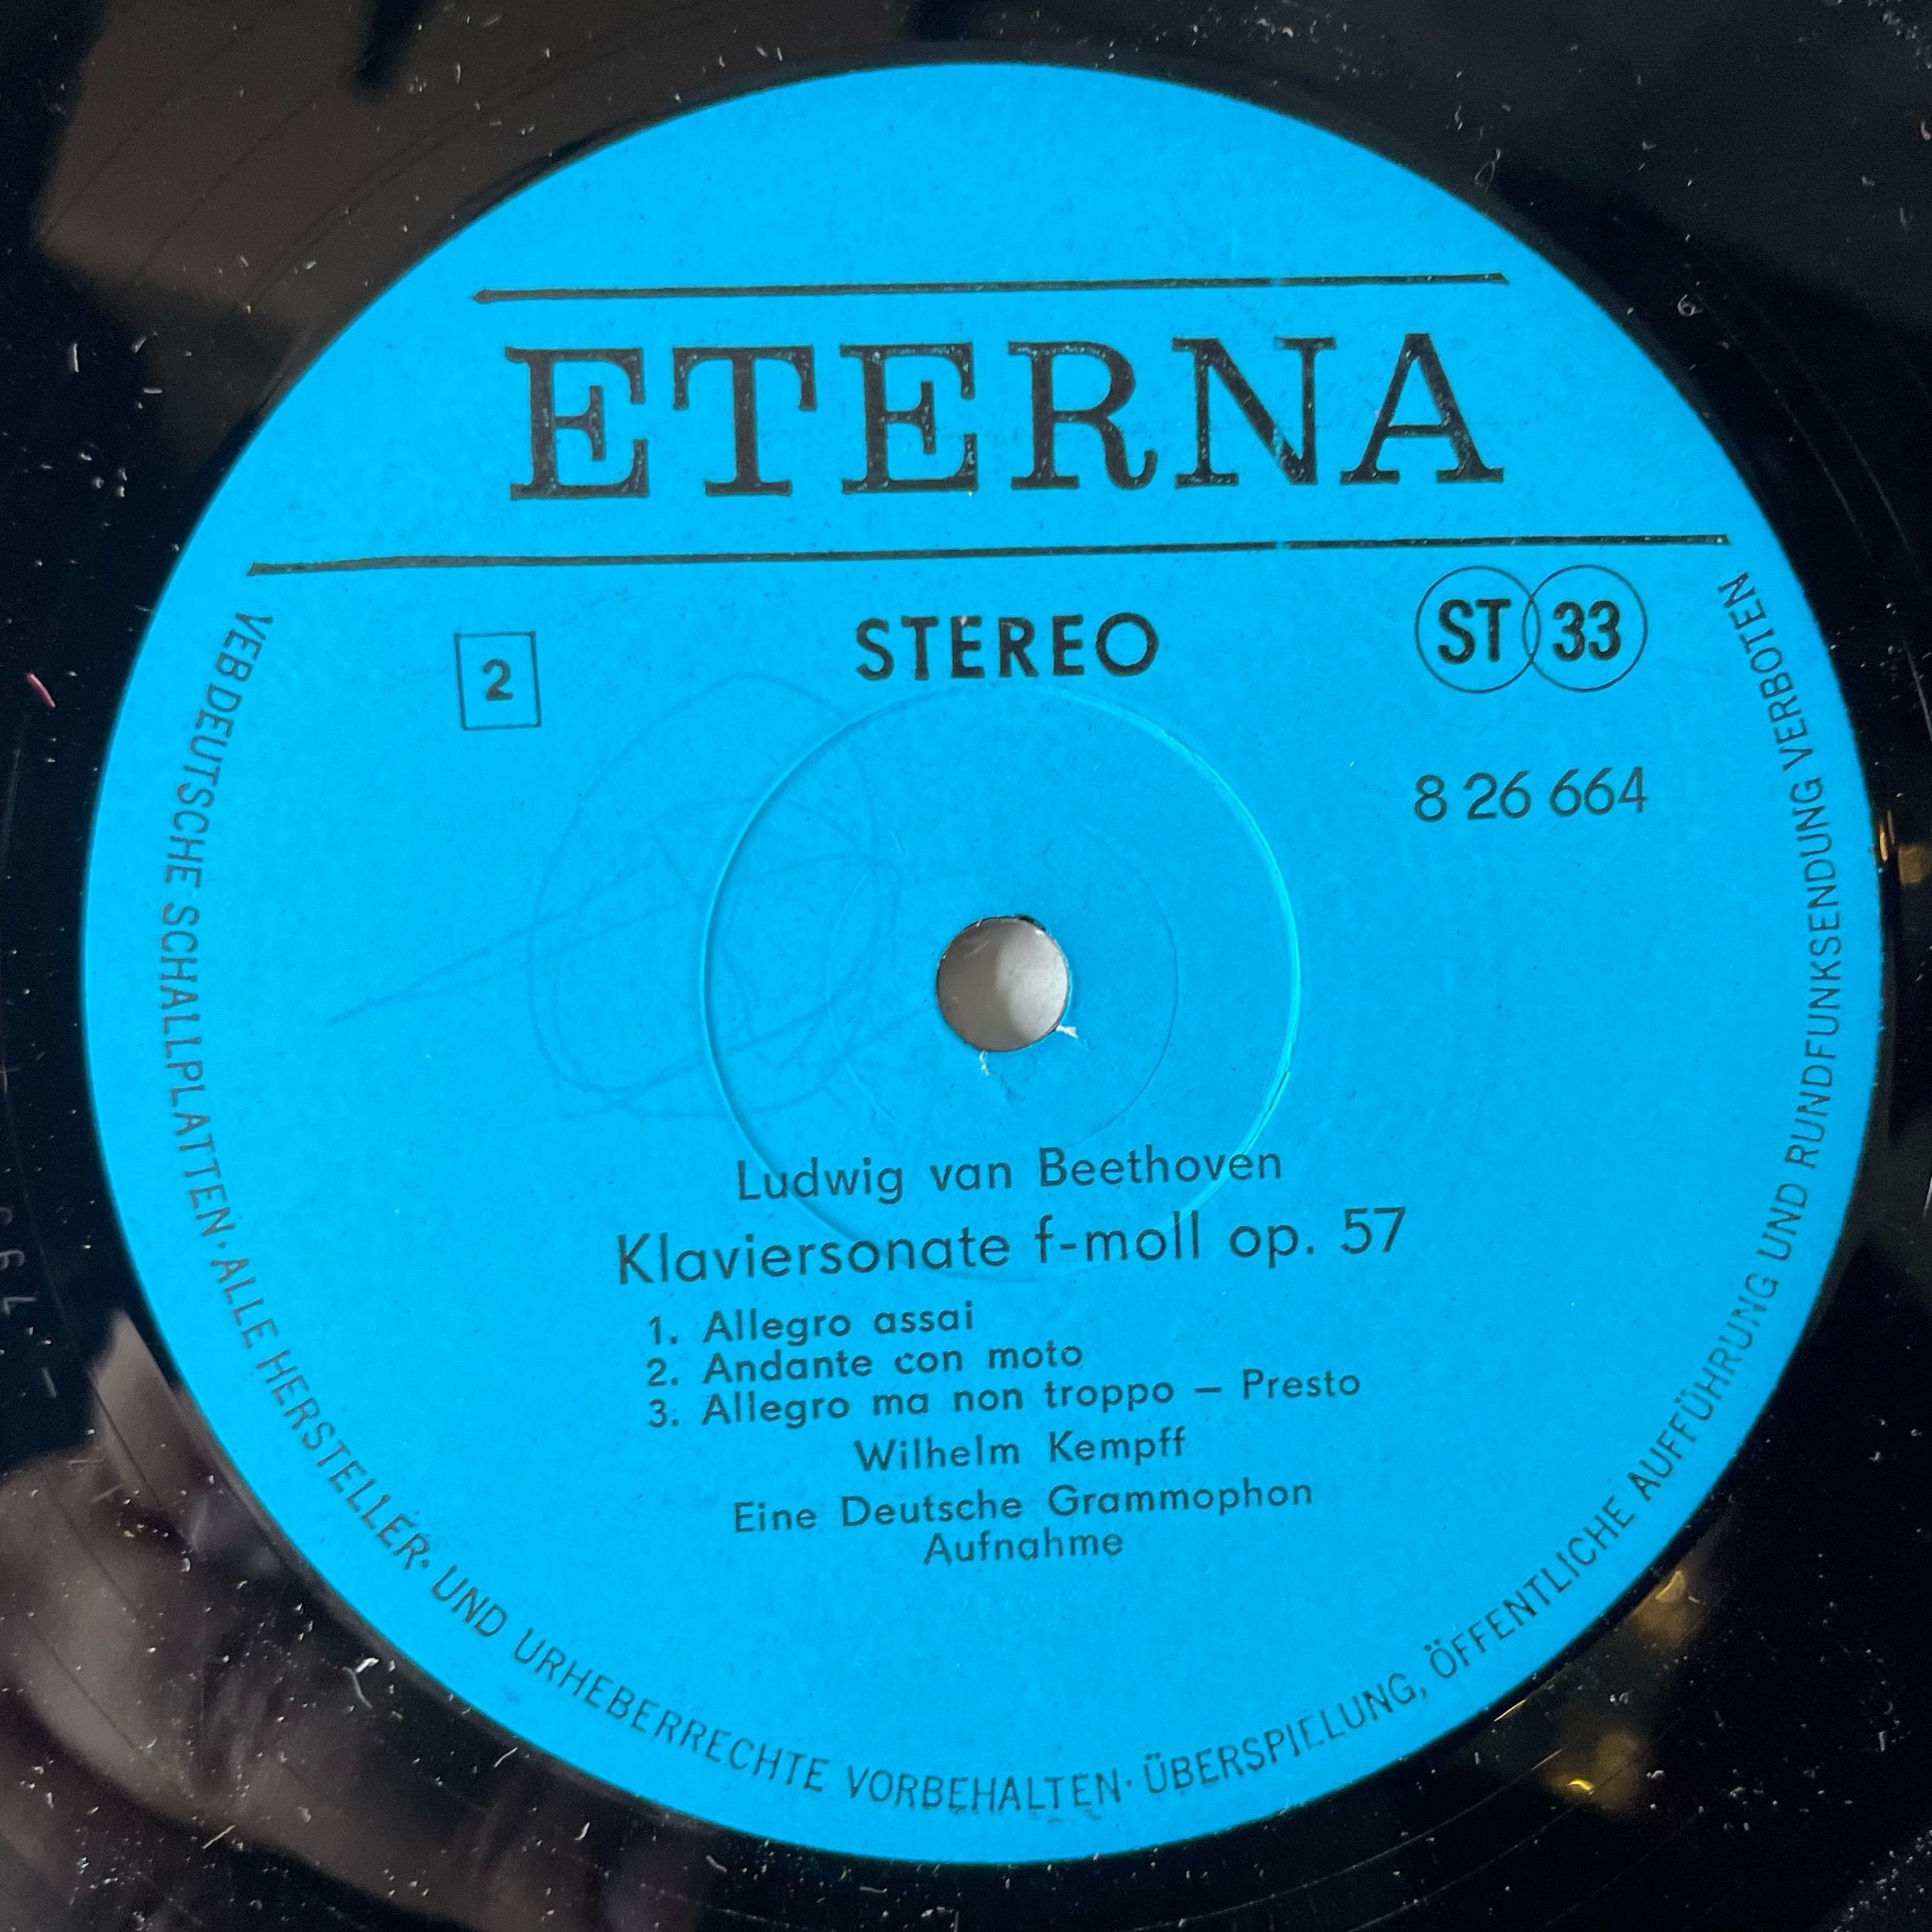 ETERNA
2
STEREO
ST 33
8 26 664
Ludwig van Beethoven
Klaviersonate f-moll op. 57
1. Allegro assai
2. Andante con moto
3. Allegro ma non troppo – Presto
Wilhelm Kempff
Eine Deutsche Grammophon
Aufnahme
VEB DEUTSCHE SCHALLPLATTEN · ALLE HERSTELLER- UND URHEBERRECHTE VORBEHALTEN · ÜBERSPIELUNG, ÖFFENTLICHE AUFFÜHRUNG UND RUNDFUNKSENDUNG VERBOTEN